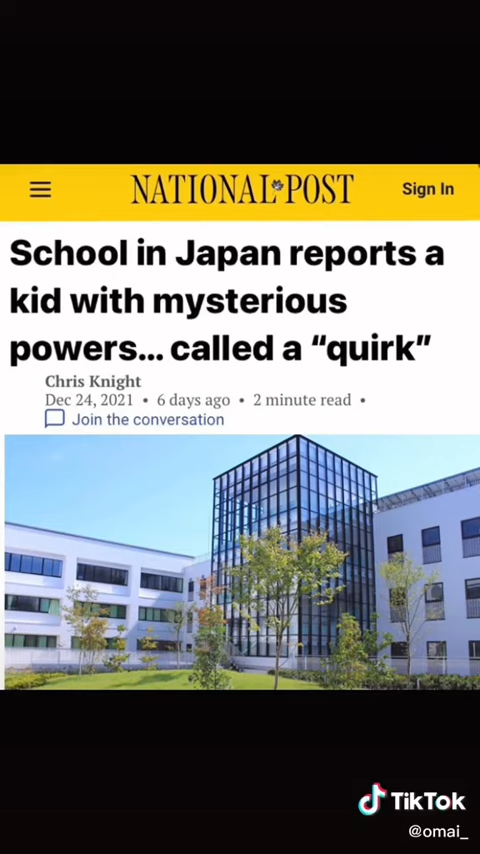 NATIONAL POST
Sign In
School in Japan reports a
kid with mysterious
powers... called a “quirk”
Chris Knight
Dec 24, 2021 • 6 days ago • 2 minute read •
Join the conversation
TikTok
@omai_